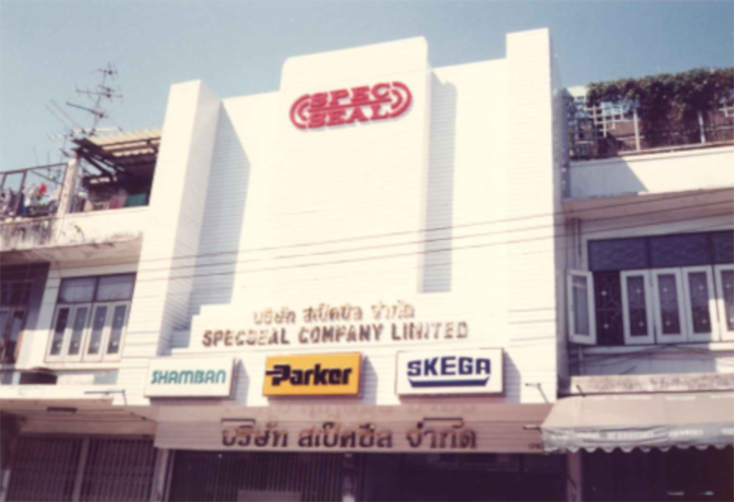 SPEC
SEAL
บริษัท สเป็คซีล จำกัด
SPECSEAL COMPANY LIMITED
SHAMBAN
Parker
SKEGA
บริษัท สเป็คซีล จำกัด